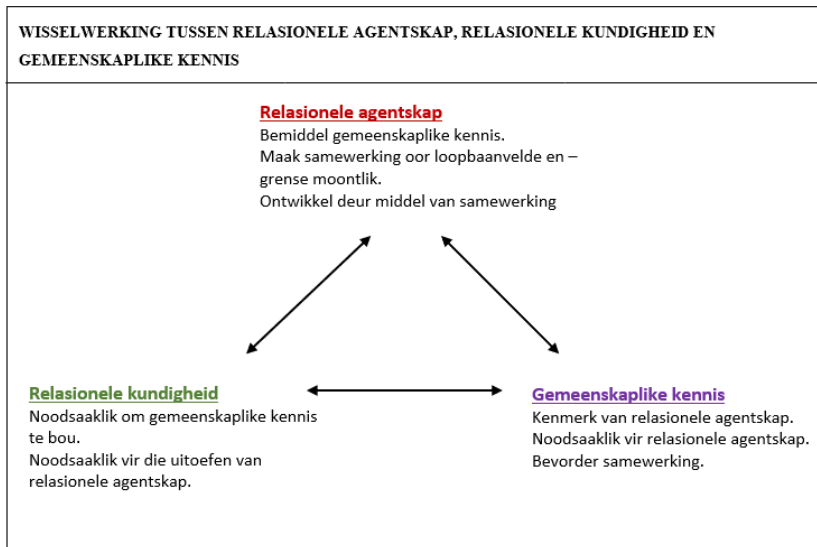 WISSELWERKING TUSSEN RELASIONELE AGENTSKAP, RELASIONELE KUNDIGHEID EN
GEMEENSKAPLIKE KENNIS
Relasionele agentskap
Bemiddel gemeenskaplike kennis.
Maak samewerking oor loopbaanvelde en –
grense moontlik.
Ontwikkel deur middel van samewerking
Relasionele kundigheid
Noodsaaklik om gemeenskaplike kennis
te bou.
Noodsaaklik vir die uitoefen van
relasionele agentskap.
Gemeenskaplike kennis
Kenmerk van relasionele agentskap.
Noodsaaklik vir relasionele agentskap.
Bevorder samewerking.